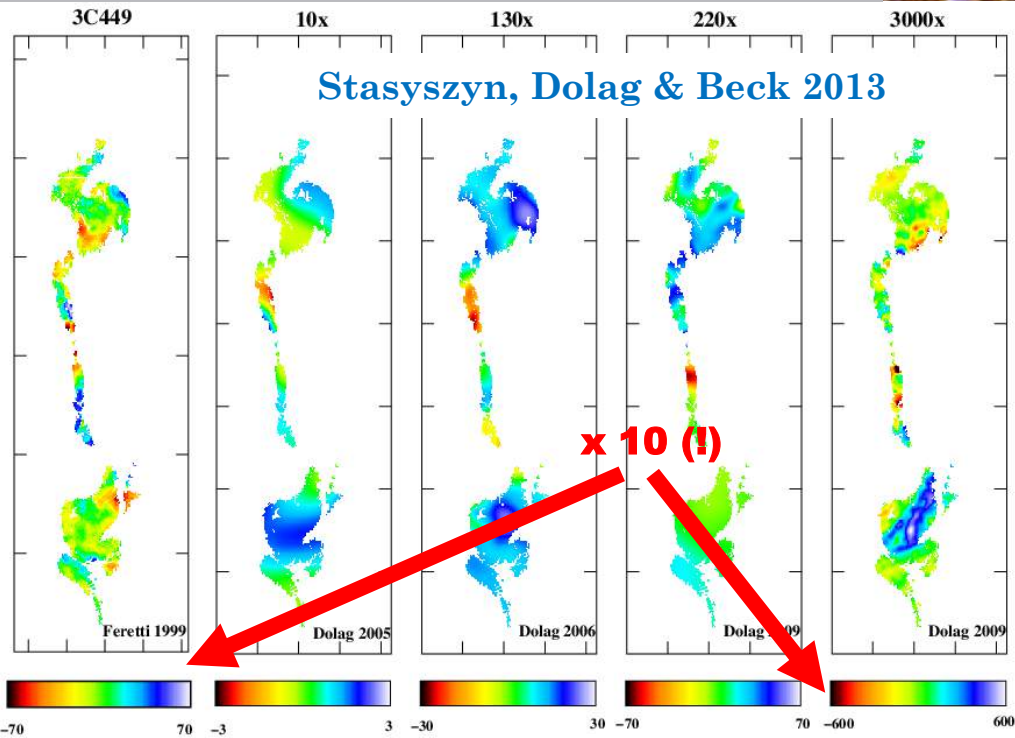 3C449 10x 130x 220x 3000x
Stasyszyn, Dolag & Beck 2013
x 10 (!)
Feretti 1999 Dolag 2005 Dolag 2006 Dolag 2009 Dolag 2009
-70 70 -3 3 -30 30 -70 70 -600 600